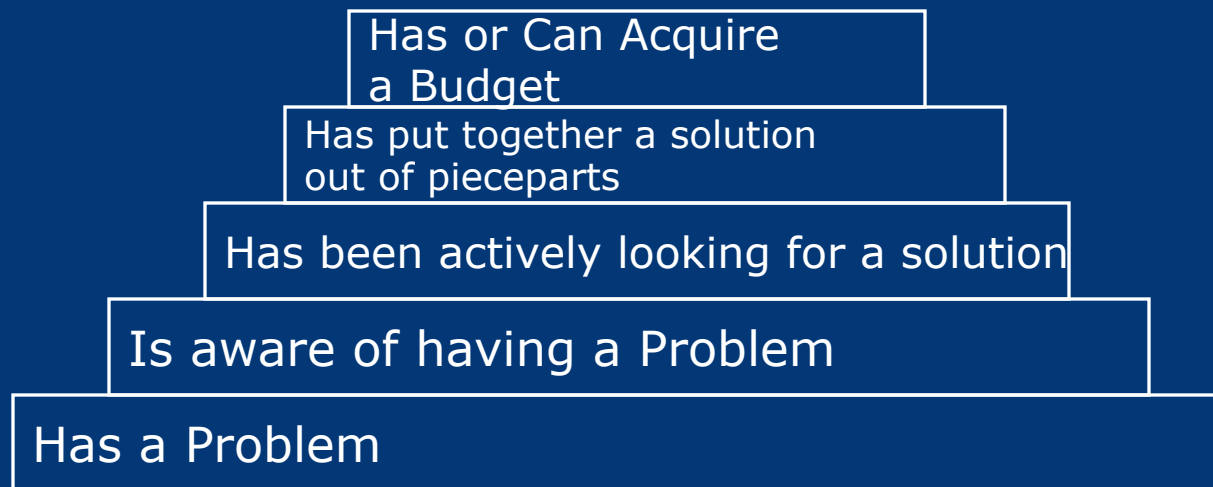 Has or Can Acquire
a Budget
Has put together a solution
out of pieceparts
Has been actively looking for a solution
Is aware of having a Problem
Has a Problem